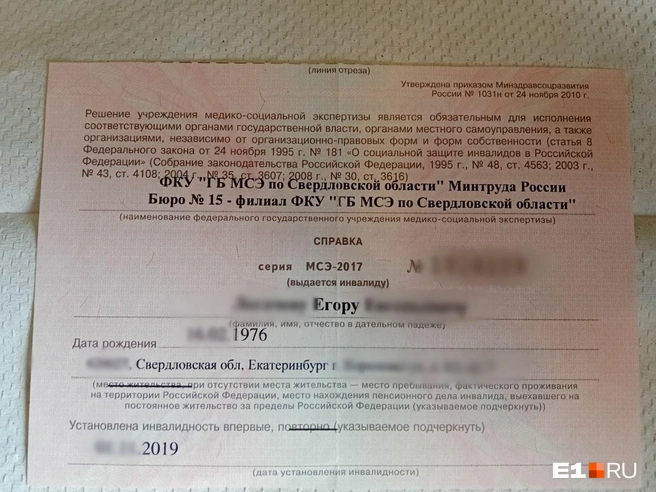 (линия отреза)
Утверждена приказом Минздравсоцразвития
России № 1031н от 24 ноября 2010 г.
Решение учреждения медико-социальной экспертизы является обязательным для исполнения
соответствующими органами государственной власти, органами местного самоуправления, а также
организациями, независимо от организационно-правовых форм и форм собственности (статья 8
Федерального закона от 24 ноября 1995 г. № 181 «О социальной защите инвалидов в Российской
Федерации» (Собрание законодательства Российской Федерации, 1995 г., № 48, ст. 4563; 2003 г.,
№ 43, ст. 4108; 2004 г., № 35, ст. 3607; 2008 г., № 30, ст. 3616)
ФКУ "ГБ МСЭ по Свердловской области" Минтруда России
Бюро № 15 - филиал ФКУ "ГБ МСЭ по Свердловской области"
(наименование федерального государственного учреждения медико-социальной экспертизы)
СПРАВКА
серия МСЭ-2017 №
(выдается инвалиду)
Егору
(фамилия, имя, отчество в дательном падеже)
Дата рождения 1976
Свердловская обл, Екатеринбург г
(место жительства, при отсутствии места жительства — место пребывания, фактического проживания
на территории Российской Федерации, место нахождения пенсионного дела инвалида, выехавшего на
постоянное жительство за пределы Российской Федерации (указываемое подчеркнуть))
Установлена инвалидность впервые, повторно (указываемое подчеркнуть)
2019
(дата установления инвалидности)
E1.RU